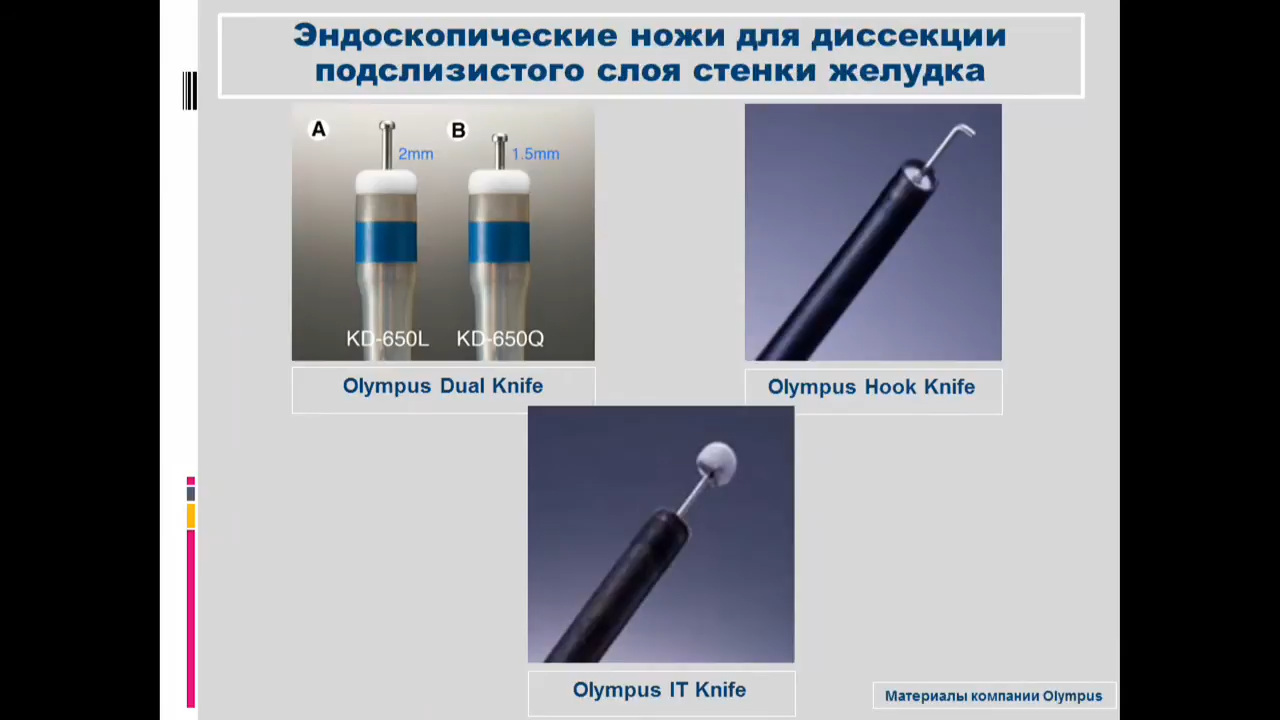 Эндоскопические ножи для диссекции
подслизистого слоя стенки желудка
A
B
2mm
1.5mm
KD-650L
KD-650Q
Olympus Dual Knife
Olympus Hook Knife
Olympus IT Knife
Материалы компании Olympus